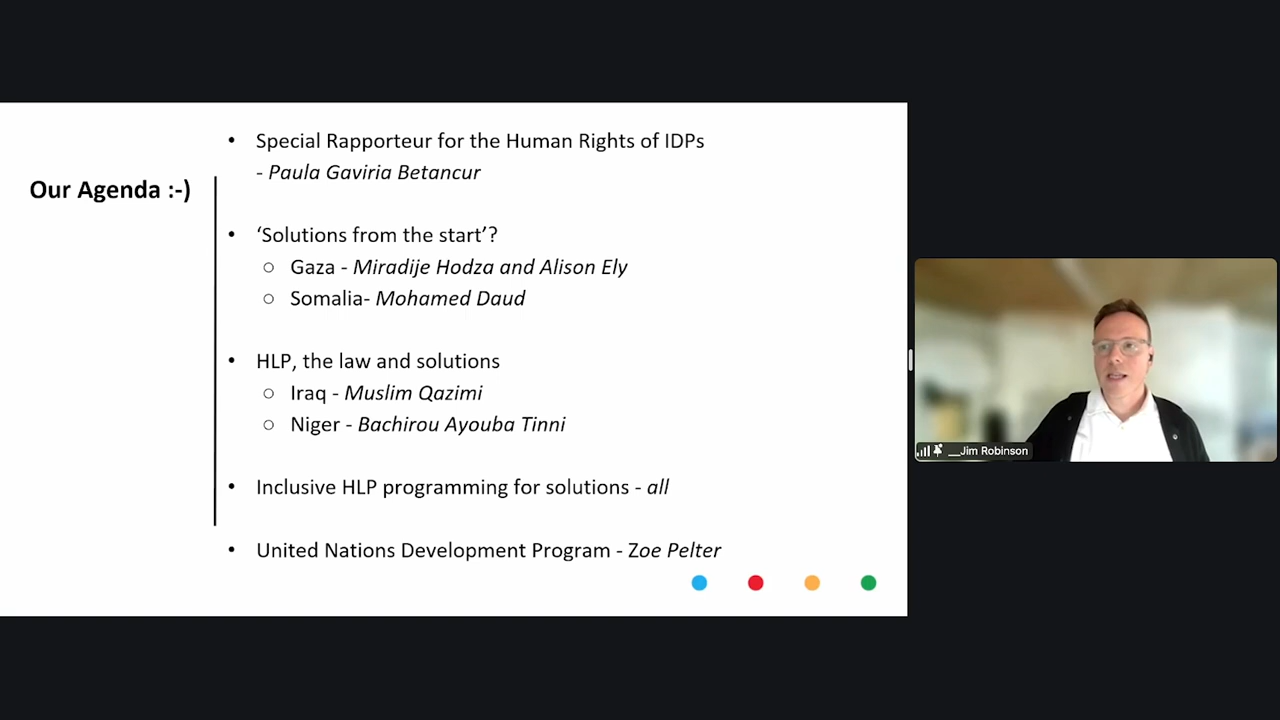 Our Agenda :-)
• Special Rapporteur for the Human Rights of IDPs
- Paula Gaviria Betancur
• ‘Solutions from the start’?
○ Gaza - Miradije Hodza and Alison Ely
○ Somalia- Mohamed Daud
• HLP, the law and solutions
○ Iraq - Muslim Qazimi
○ Niger - Bachirou Ayouba Tinni
• Inclusive HLP programming for solutions - all
• United Nations Development Program - Zoe Pelter
__Jim Robinson